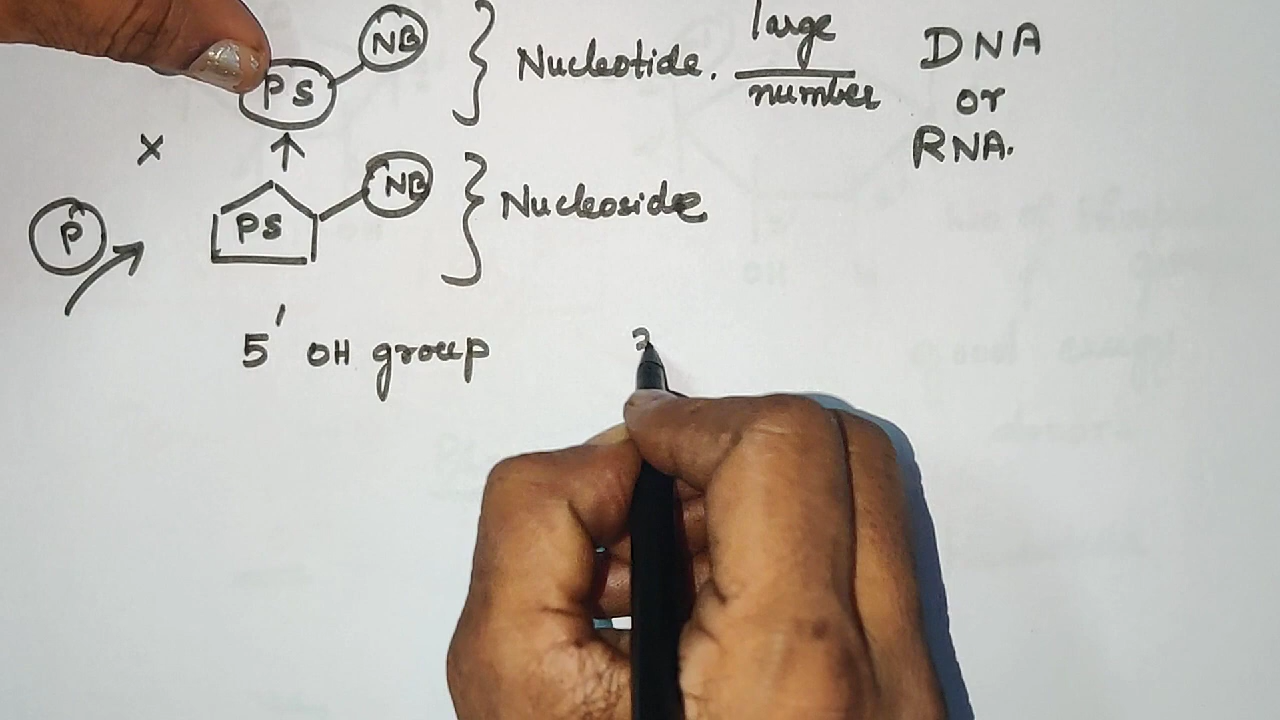 NB
PS
} Nucleotide. large number DNA or RNA.
x
NB
PS
} Nucleoside
P
5' OH group